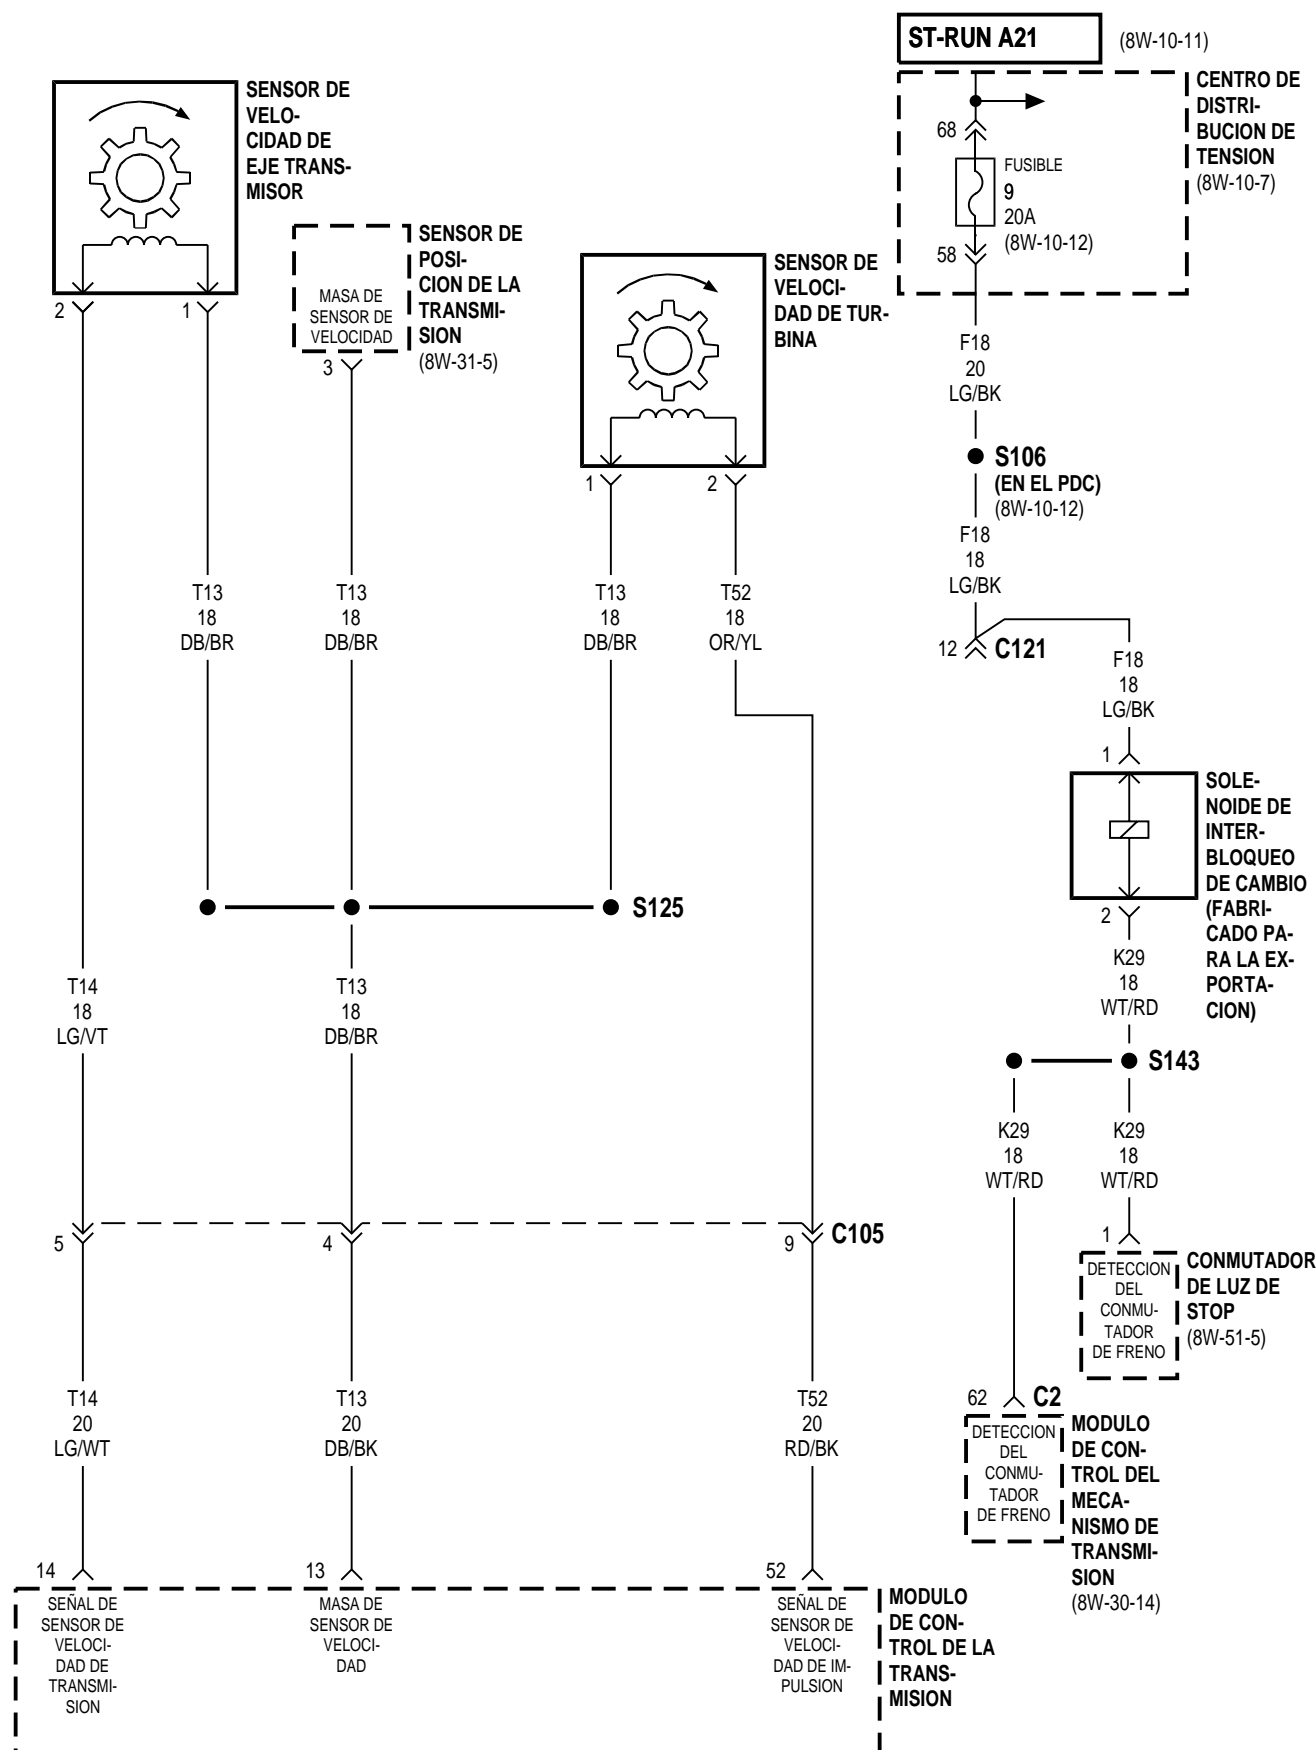 ST-RUN A21
(8W-10-11)
SENSOR DE
VELO-
CIDAD DE
EJE TRANS-
MISOR
2
1
SENSOR DE
POSI-
CION DE LA
TRANSMI-
SION
(8W-31-5)
MASA DE
SENSOR DE
VELOCIDAD
3
SENSOR DE
VELOCI-
DAD DE TUR-
BINA
1
2
CENTRO DE
DISTRI-
BUCION DE
TENSION
(8W-10-7)
68
FUSIBLE
9
20A
(8W-10-12)
58
F18
20
LG/BK
S106
(EN EL PDC)
(8W-10-12)
F18
18
LG/BK
12
C121
F18
18
LG/BK
T13
18
DB/BR
T13
18
DB/BR
T13
18
DB/BR
T52
18
OR/YL
1
SOLE-
NOIDE DE
INTER-
BLOQUEO
DE CAMBIO
(FABRI-
CADO PA-
RA LA EX-
PORTA-
CION)
2
K29
18
WT/RD
S125
T14
18
LG/VT
T13
18
DB/BR
S143
K29
18
WT/RD
K29
18
WT/RD
5
4
9
C105
1
DETECCION
DEL
CONMU-
TADOR
DE FRENO
CONMUTADOR
DE LUZ DE
STOP
(8W-51-5)
62
C2
DETECCION
DEL
CONMU-
TADOR
DE FRENO
MODULO
DE CON-
TROL DEL
MECA-
NISMO DE
TRANSMI-
SION
(8W-30-14)
T14
20
LG/WT
T13
20
DB/BK
T52
20
RD/BK
14
13
52
SEÑAL DE
SENSOR DE
VELOCI-
DAD DE
TRANSMI-
SION
MASA DE
SENSOR DE
VELOCI-
DAD
SEÑAL DE
SENSOR DE
VELOCI-
DAD DE IM-
PULSION
MODULO
DE CON-
TROL DE LA
TRANS-
MISION